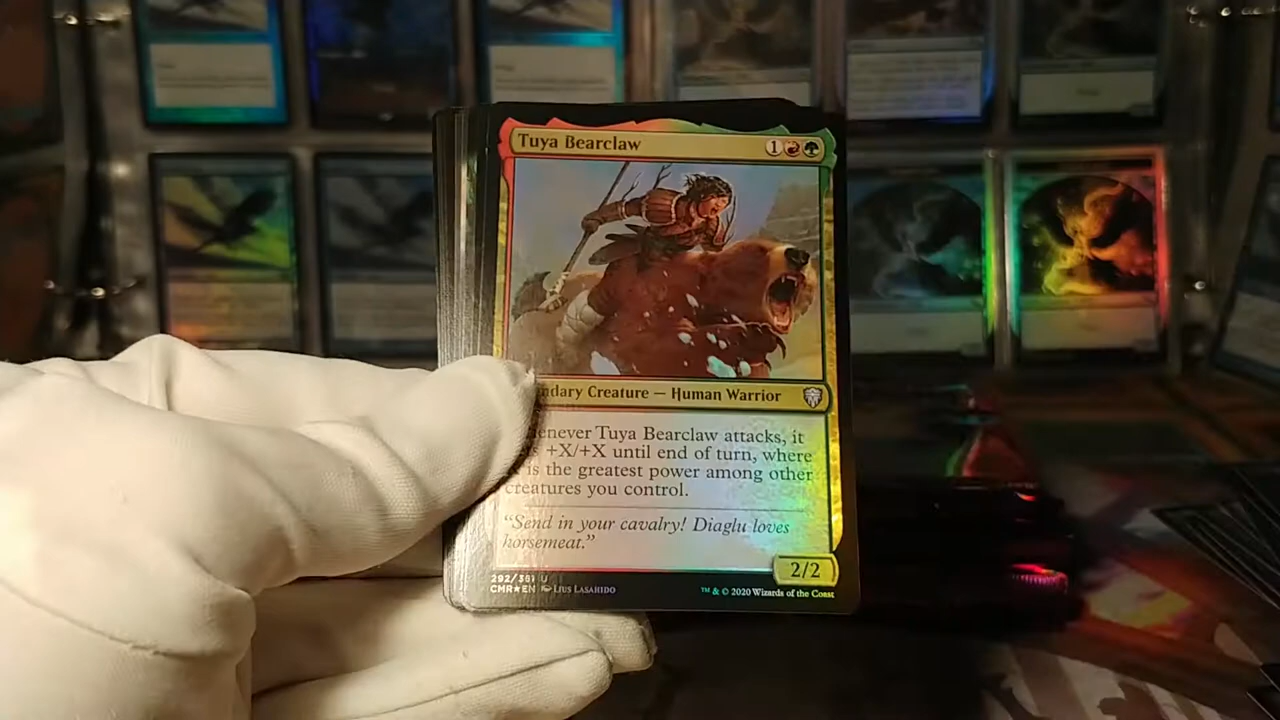 Tuya Bearclaw 1
ndary Creature — Human Warrior
enever Tuya Bearclaw attacks, it
+X/+X until end of turn, where
is the greatest power among other
creatures you control.
“Send in your cavalry! Diaglu loves
horsemeat.”
2/2
292/361 U
CMR★EN Lius Lasahido
™ & © 2020 Wizards of the Coast